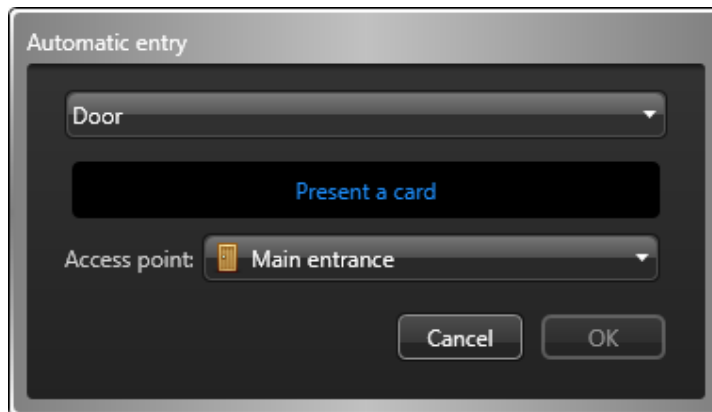 Automatic entry
Door
Present a card
Access point: Main entrance
Cancel OK